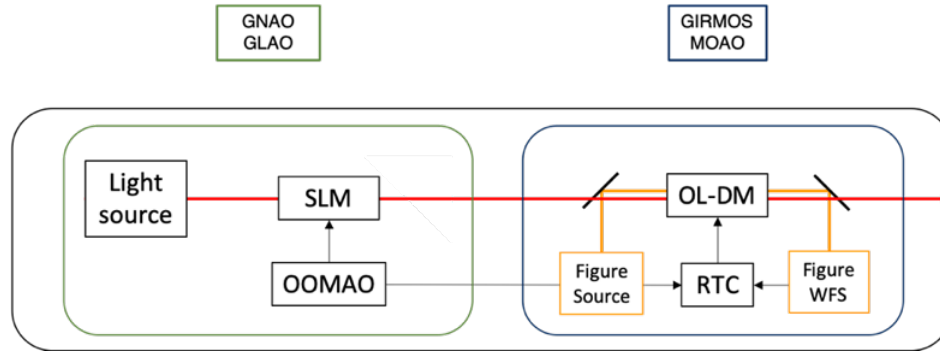 GNAO
GLAO
GIRMOS
MOAO
Light
source
SLM
OL-DM
OOMAO
Figure
Source
RTC
Figure
WFS